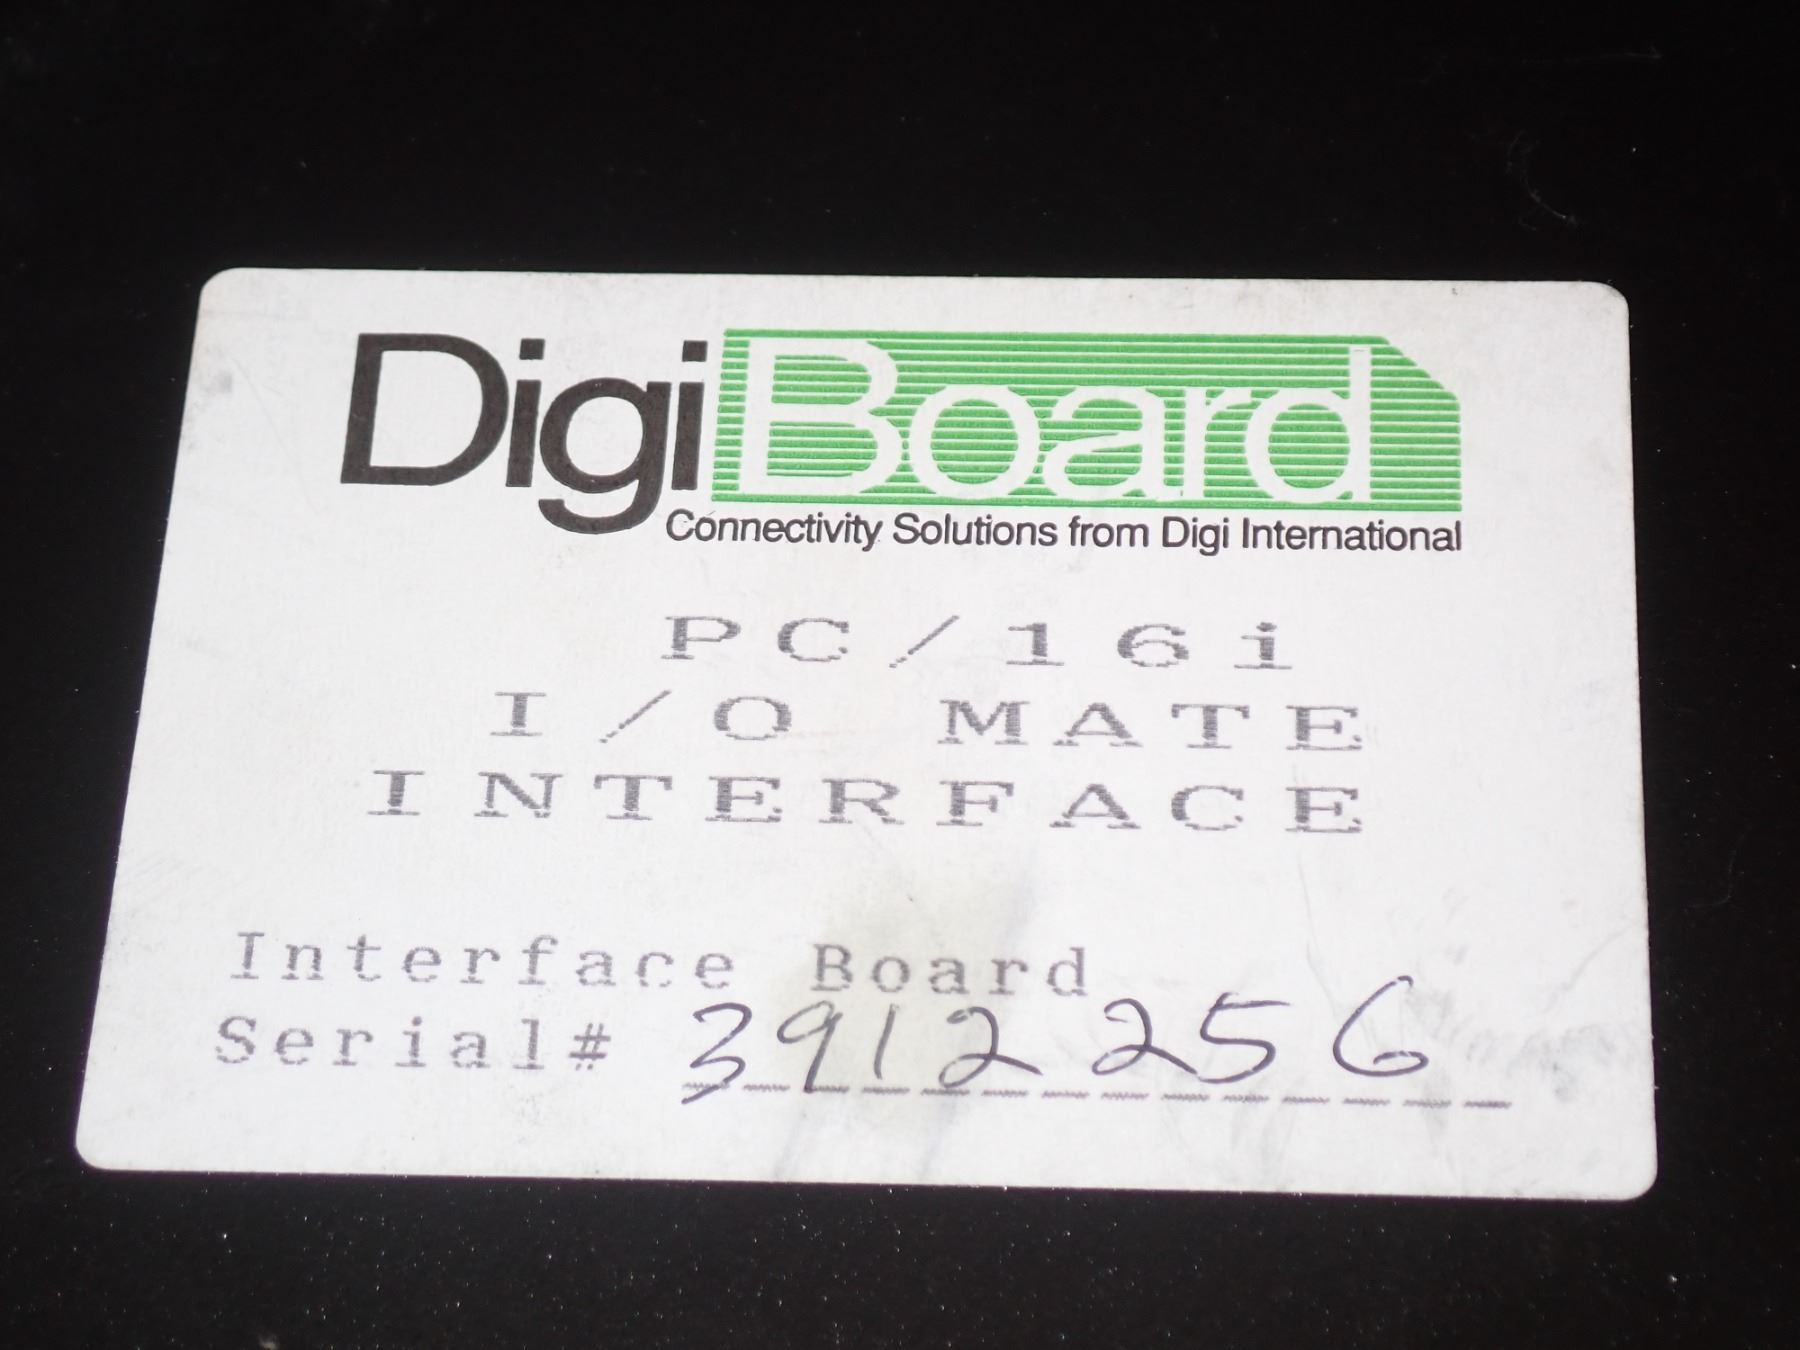 DigiBoard
Connectivity Solutions from Digi International
PC/16i
I/O MATE
INTERFACE
Interface Board
Serial# 3912256